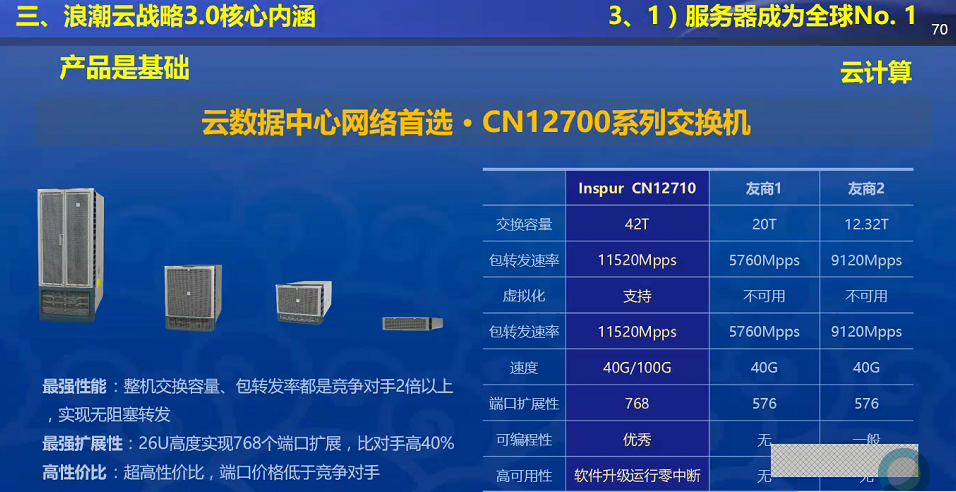 三、浪潮云战略3.0核心内涵
3、1）服务器成为全球No. 1
70
产品是基础
云计算
云数据中心网络首选·CN12700系列交换机
Inspur CN12710 友商1 友商2
交换容量 42T 20T 12.32T
包转发速率 11520Mpps 5760Mpps 9120Mpps
虚拟化 支持 不可用 不可用
包转发速率 11520Mpps 5760Mpps 9120Mpps
速度 40G/100G 40G 40G
端口扩展性 768 576 576
可编程性 优秀 无 一般
高可用性 软件升级运行零中断 无 无
最强性能：整机交换容量、包转发率都是竞争对手2倍以上
，实现无阻塞转发
最强扩展性：26U高度实现768个端口扩展，比对手高40%
高性价比：超高性价比，端口价格低于竞争对手